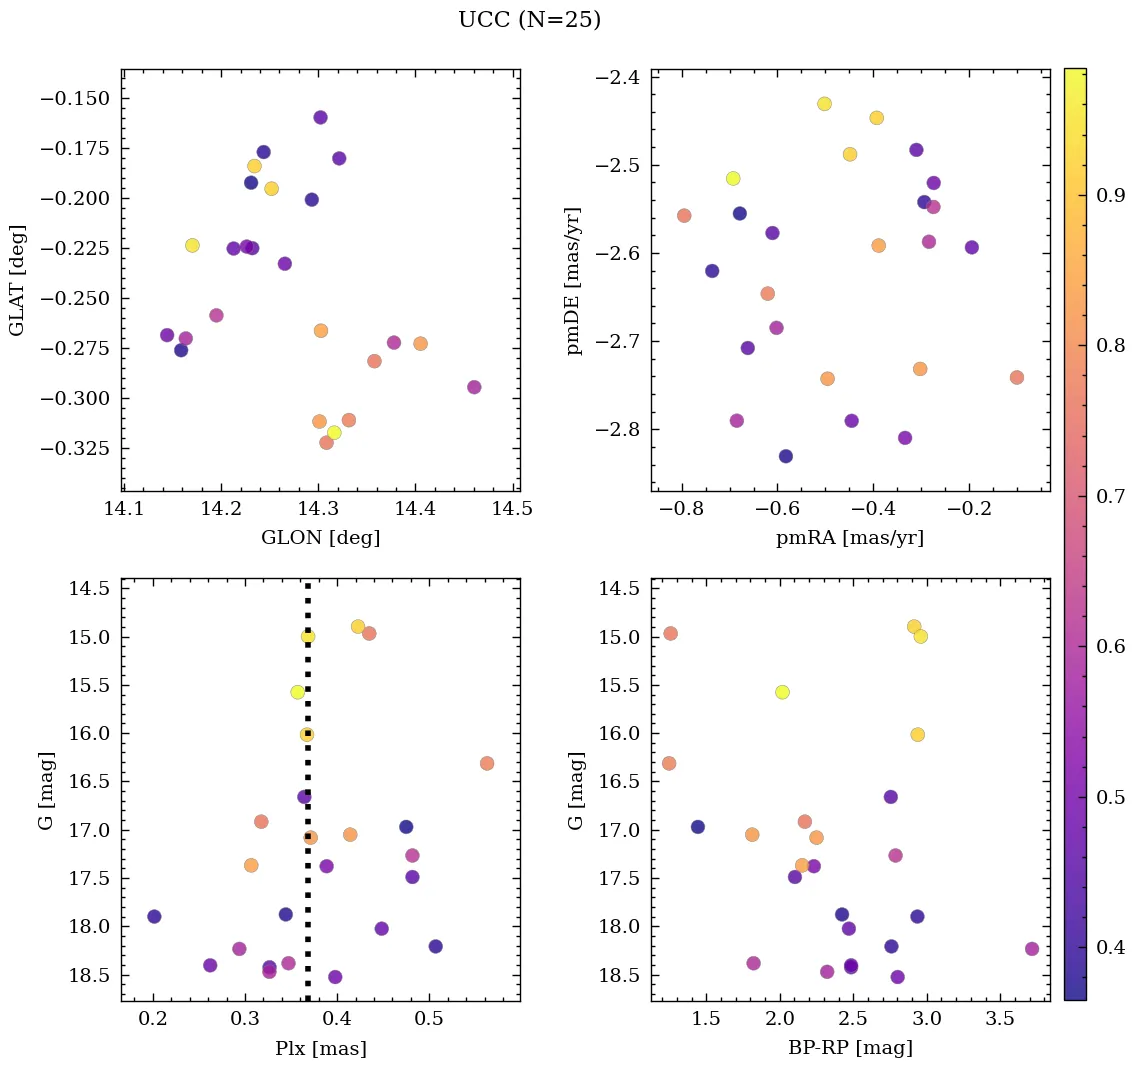 UCC (N=25)
−0.150
−0.175
−0.200
−0.225
−0.250
−0.275
−0.300
−0.325
GLAT [deg]
14.1 14.2 14.3 14.4 14.5
GLON [deg]
−2.4
−2.5
−2.6
−2.7
−2.8
pmDE [mas/yr]
−0.8 −0.6 −0.4 −0.2
pmRA [mas/yr]
14.5
15.0
15.5
16.0
16.5
17.0
17.5
18.0
18.5
G [mag]
0.2 0.3 0.4 0.5
Plx [mas]
14.5
15.0
15.5
16.0
16.5
17.0
17.5
18.0
18.5
G [mag]
1.5 2.0 2.5 3.0 3.5
BP-RP [mag]
0.9
0.8
0.7
0.6
0.5
0.4